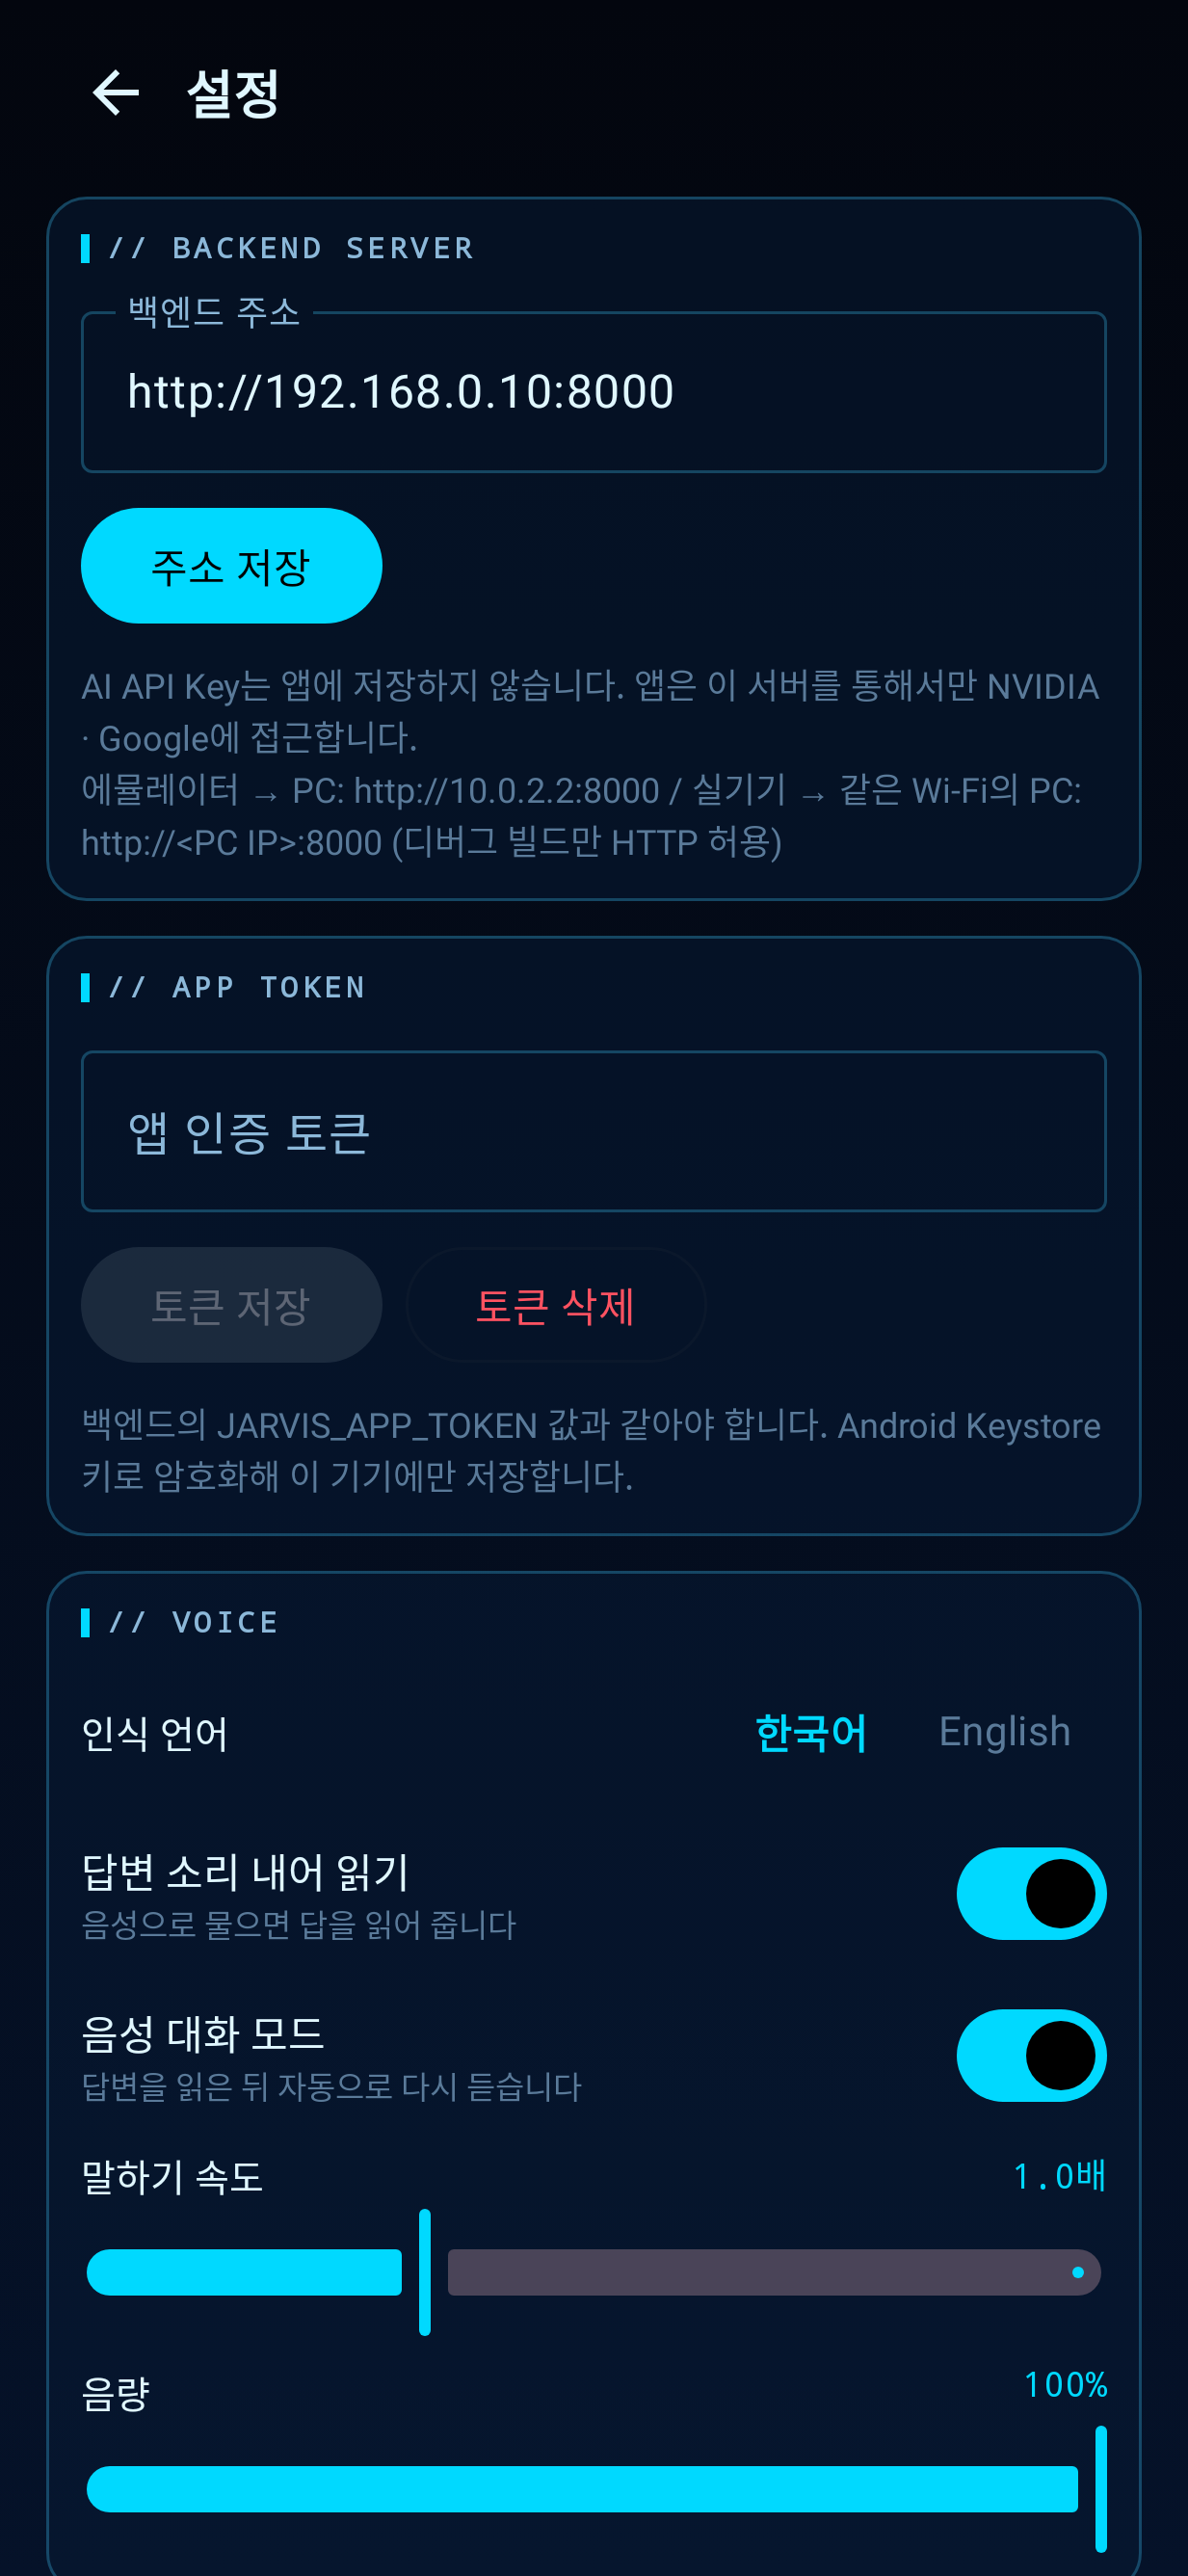 설정
// BACKEND SERVER
백엔드 주소
http://192.168.0.10:8000
주소 저장
AI API Key는 앱에 저장하지 않습니다. 앱은 이 서버를 통해서만 NVIDIA
· Google에 접근합니다.
에뮬레이터 → PC: http://10.0.2.2:8000 / 실기기 → 같은 Wi-Fi의 PC:
http://<PC IP>:8000 (디버그 빌드만 HTTP 허용)
// APP TOKEN
앱 인증 토큰
토큰 저장 토큰 삭제
백엔드의 JARVIS_APP_TOKEN 값과 같아야 합니다. Android Keystore
키로 암호화해 이 기기에만 저장합니다.
// VOICE
인식 언어 한국어 English
답변 소리 내어 읽기
음성으로 물으면 답을 읽어 줍니다
음성 대화 모드
답변을 읽은 뒤 자동으로 다시 듣습니다
말하기 속도 1.0배
음량 100%